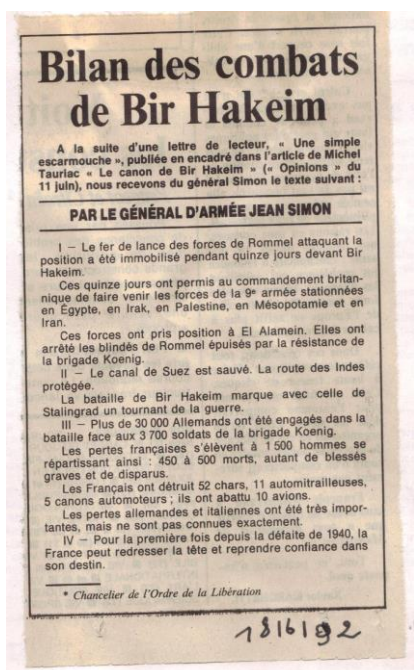 Bilan des combats
de Bir Hakeim
A la suite d'une lettre de lecteur, « Une simple
escarmouche », publiée en encadré dans l'article de Michel
Tauriac « Le canon de Bir Hakeim » (« Opinions » du
11 juin), nous recevons du général Simon le texte suivant :
PAR LE GÉNÉRAL D'ARMÉE JEAN SIMON
I — Le fer de lance des forces de Rommel attaquant la
position a été immobilisé pendant quinze jours devant Bir
Hakeim.
Ces quinze jours ont permis au commandement britan-
nique de faire venir les forces de la 9e armée stationnées
en Égypte, en Irak, en Palestine, en Mésopotamie et en
Iran.
Ces forces ont pris position à El Alamein. Elles ont
arrêté les blindés de Rommel épuisés par la résistance de
la brigade Koenig.
II — Le canal de Suez est sauvé. La route des Indes
protégée.
La bataille de Bir Hakeim marque avec celle de
Stalingrad un tournant de la guerre.
III — Plus de 30 000 Allemands ont été engagés dans la
bataille face aux 3 700 soldats de la brigade Koenig.
Les pertes françaises s'élèvent à 1 500 hommes se
répartissant ainsi : 450 à 500 morts, autant de blessés
graves et de disparus.
Les Français ont détruit 52 chars, 11 automitrailleuses,
5 canons automoteurs ; ils ont abattu 10 avions.
Les pertes allemandes et italiennes ont été très impor-
tantes, mais ne sont pas connues exactement.
IV — Pour la première fois depuis la défaite de 1940, la
France peut redresser la tête et reprendre confiance dans
son destin.
* Chancelier de l'Ordre de la Libération
18/6/92